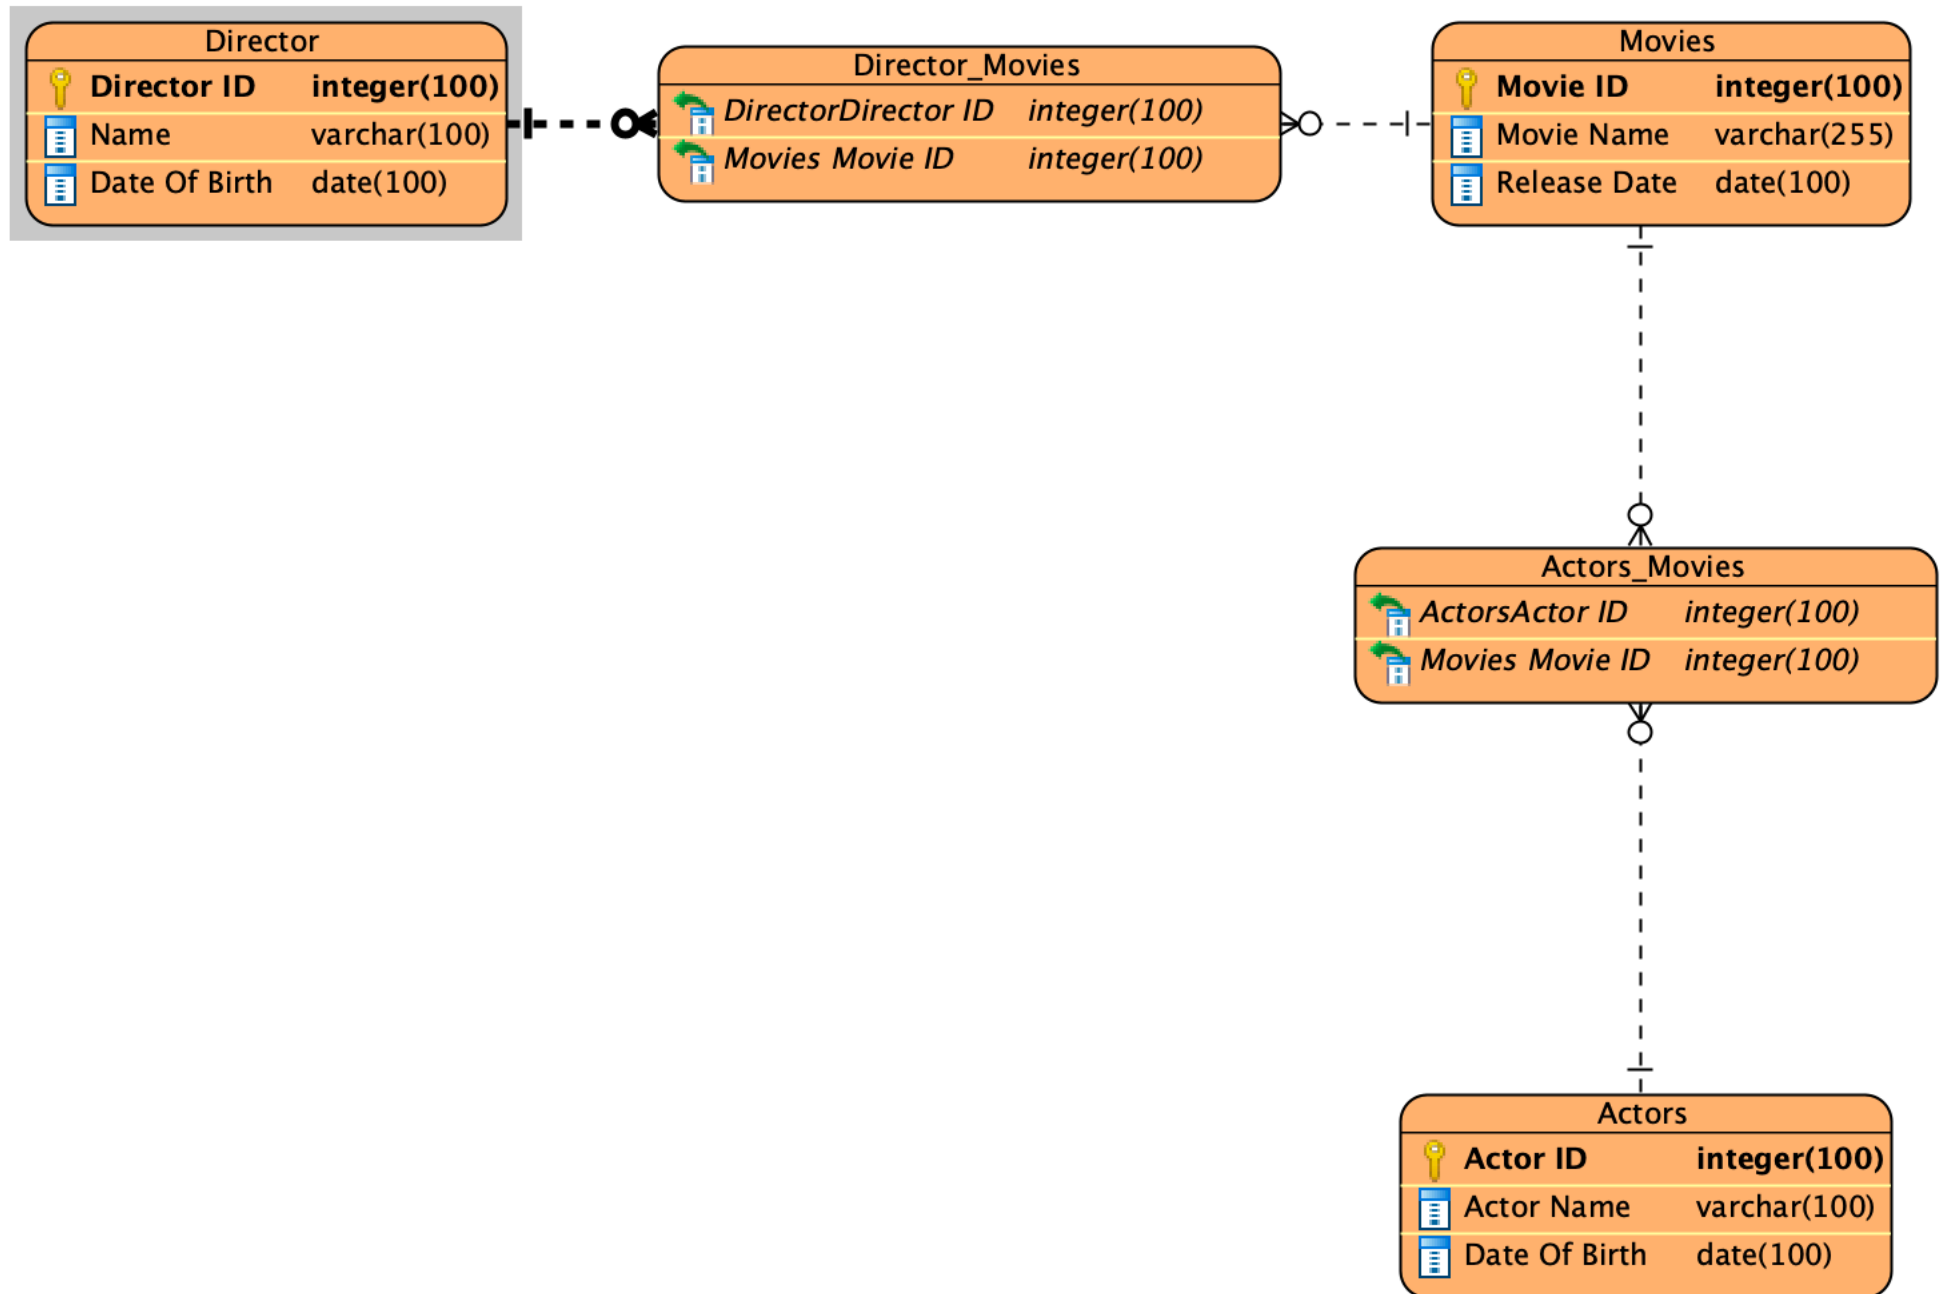 Director
Director ID integer(100)
Name varchar(100)
Date Of Birth date(100)
Director_Movies
DirectorDirector ID integer(100)
Movies Movie ID integer(100)
Movies
Movie ID integer(100)
Movie Name varchar(255)
Release Date date(100)
Actors_Movies
ActorsActor ID integer(100)
Movies Movie ID integer(100)
Actors
Actor ID integer(100)
Actor Name varchar(100)
Date Of Birth date(100)